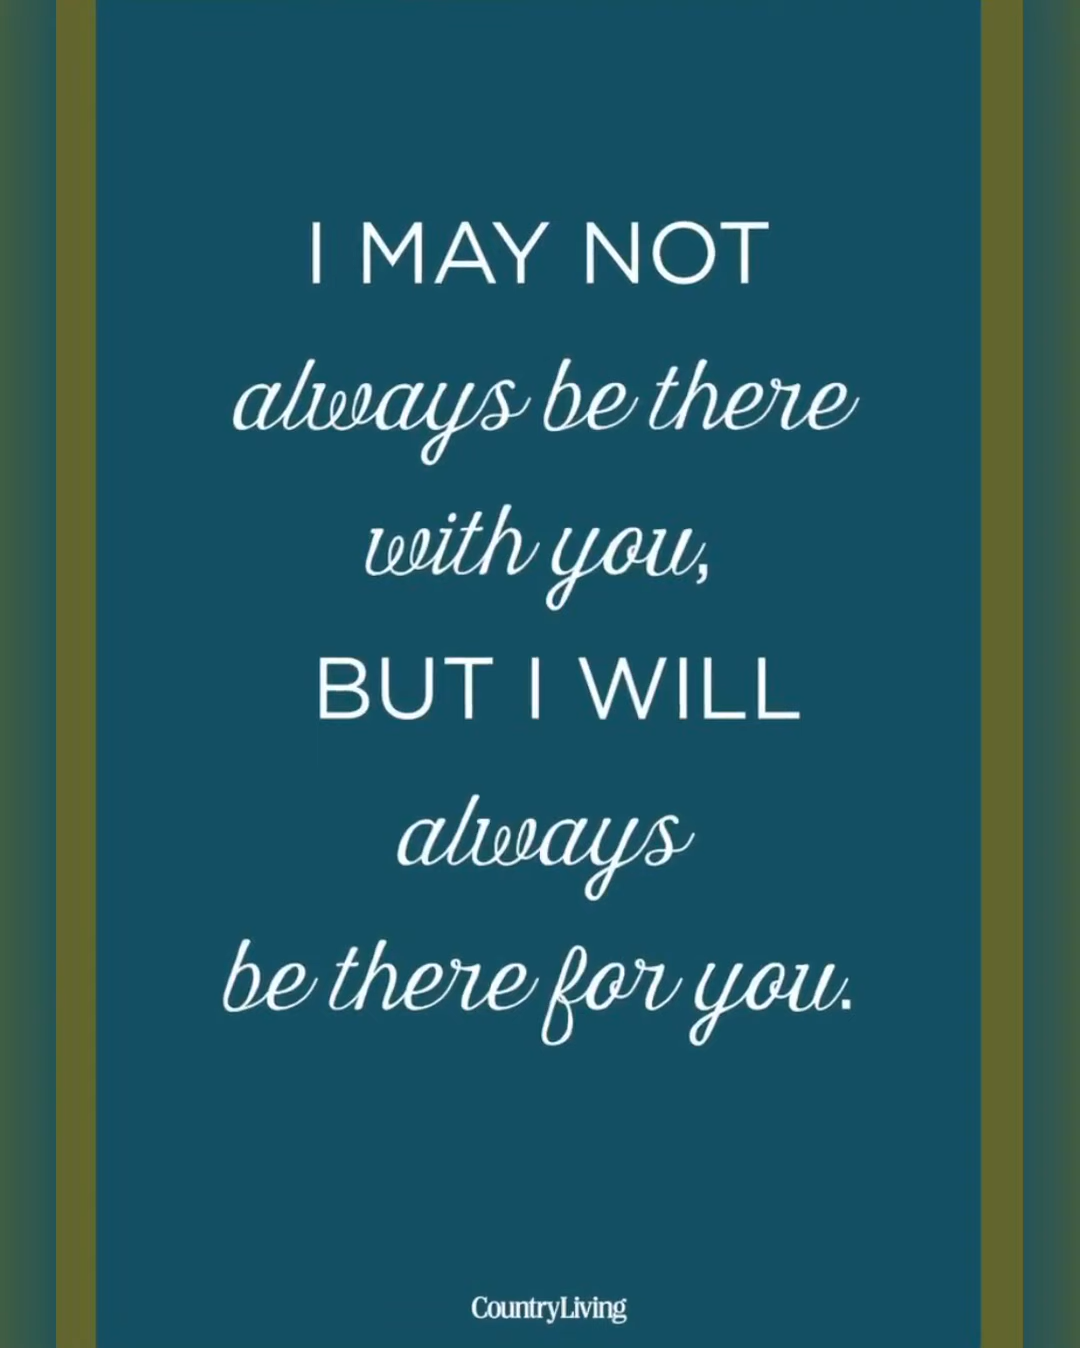 I MAY NOT
always be there
with you,
BUT I WILL
always
be there for you.
CountryLiving